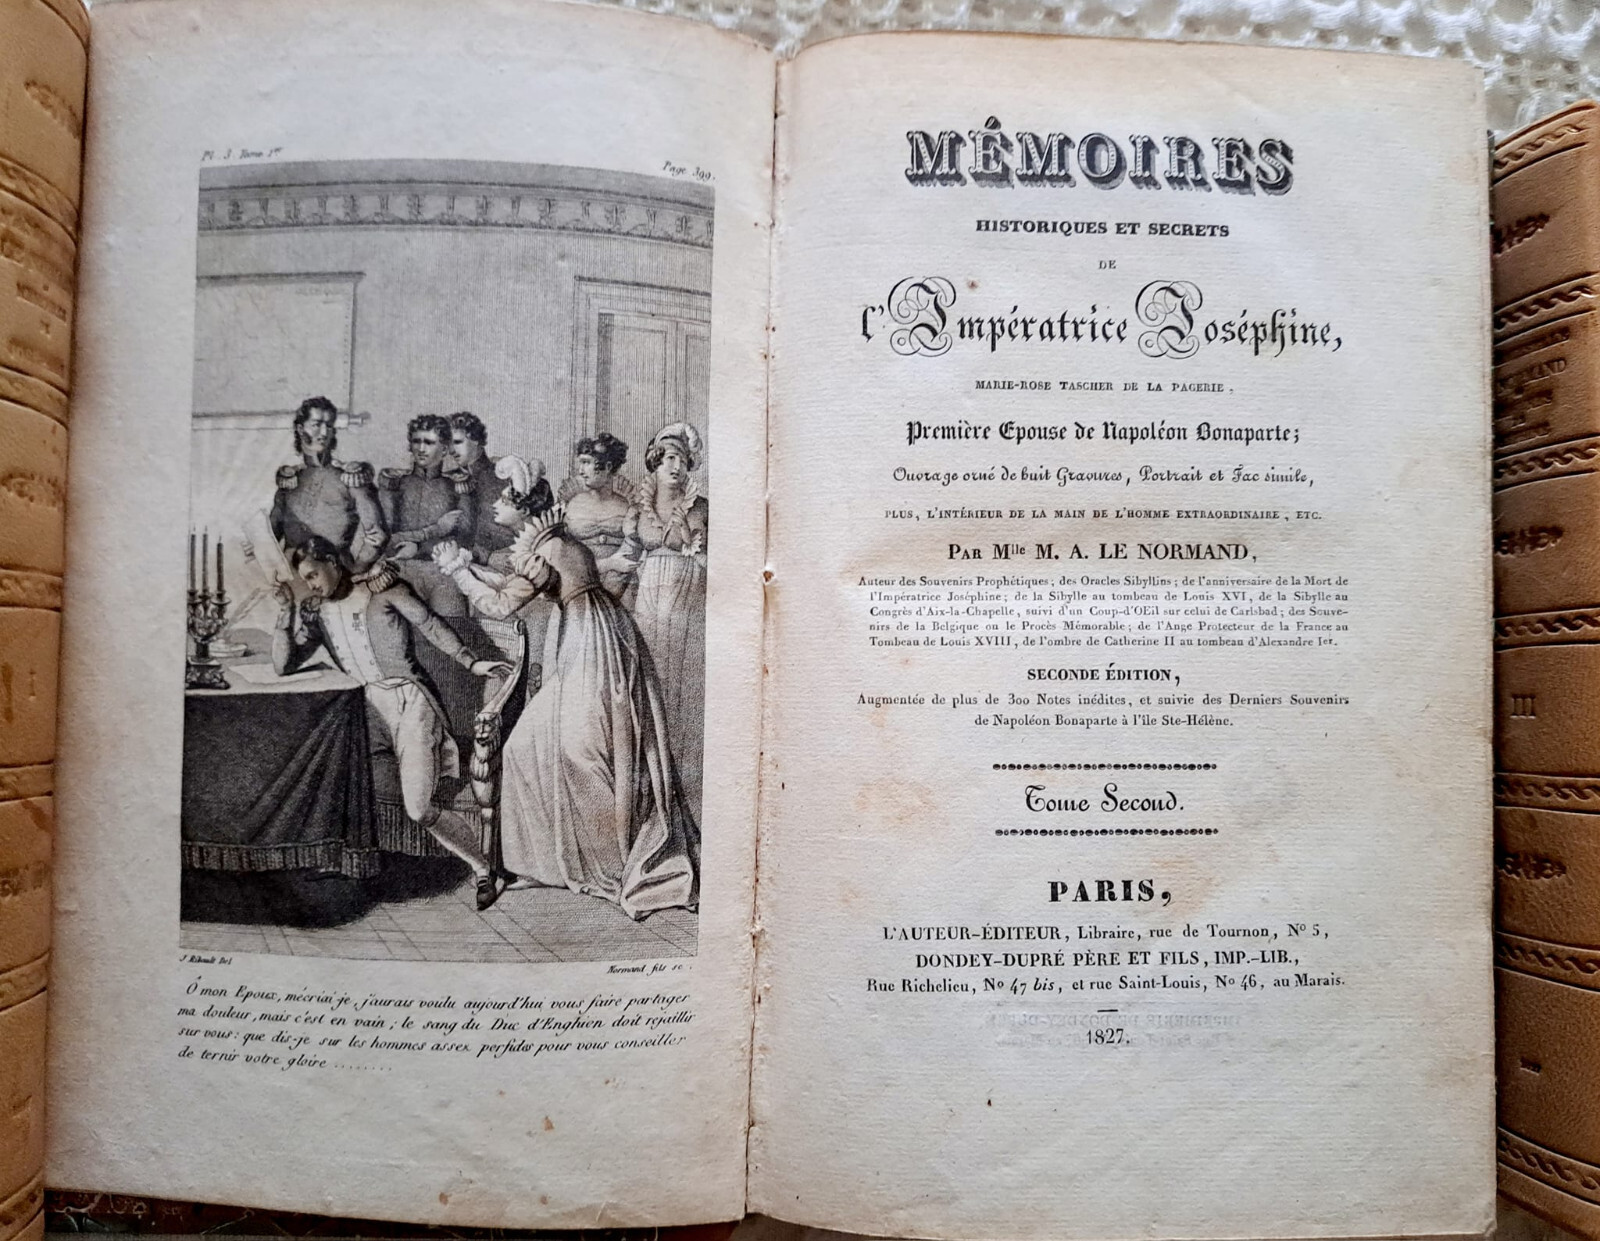 Pl. 3. Tome 1er
Page 399.
J Ribault Del
Normand fils sc.
Ô mon Epoux, m'écriai-je, j'aurais voulu aujourd'hui vous faire partager
ma douleur, mais c'est en vain; le sang du Duc d'Enghien doit rejaillir
sur vous: que dis-je sur les hommes assez perfides pour vous conseiller
de ternir votre gloire ........
MÉMOIRES
HISTORIQUES ET SECRETS
DE
l'Impératrice Joséphine,
MARIE-ROSE TASCHER DE LA PAGERIE.
Première Epouse de Napoléon Bonaparte;
Ouvrage orné de huit Gravures, Portrait et Fac simile,
PLUS, L'INTÉRIEUR DE LA MAIN DE L'HOMME EXTRAORDINAIRE, ETC.
PAR Mlle M. A. LE NORMAND,
Auteur des Souvenirs Prophétiques; des Oracles Sibyllins; de l'anniversaire de la Mort de
l'Impératrice Joséphine; de la Sibylle au tombeau de Louis XVI, de la Sibylle au
Congrès d'Aix-la-Chapelle, suivi d'un Coup-d'OEil sur celui de Carlsbad; des Souve-
nirs de la Belgique ou le Procès Mémorable; de l'Ange Protecteur de la France au
Tombeau de Louis XVIII, de l'ombre de Catherine II au tombeau d'Alexandre Ier.
SECONDE ÉDITION,
Augmentée de plus de 300 Notes inédites, et suivie des Derniers Souvenirs
de Napoléon Bonaparte à l'île Ste-Hélène.
Tome Second.
PARIS,
L'AUTEUR-ÉDITEUR, Libraire, rue de Tournon, No 5,
DONDEY-DUPRÉ PÈRE ET FILS, IMP.-LIB.,
Rue Richelieu, No 47 bis, et rue Saint-Louis, No 46, au Marais.
1827.
I
III